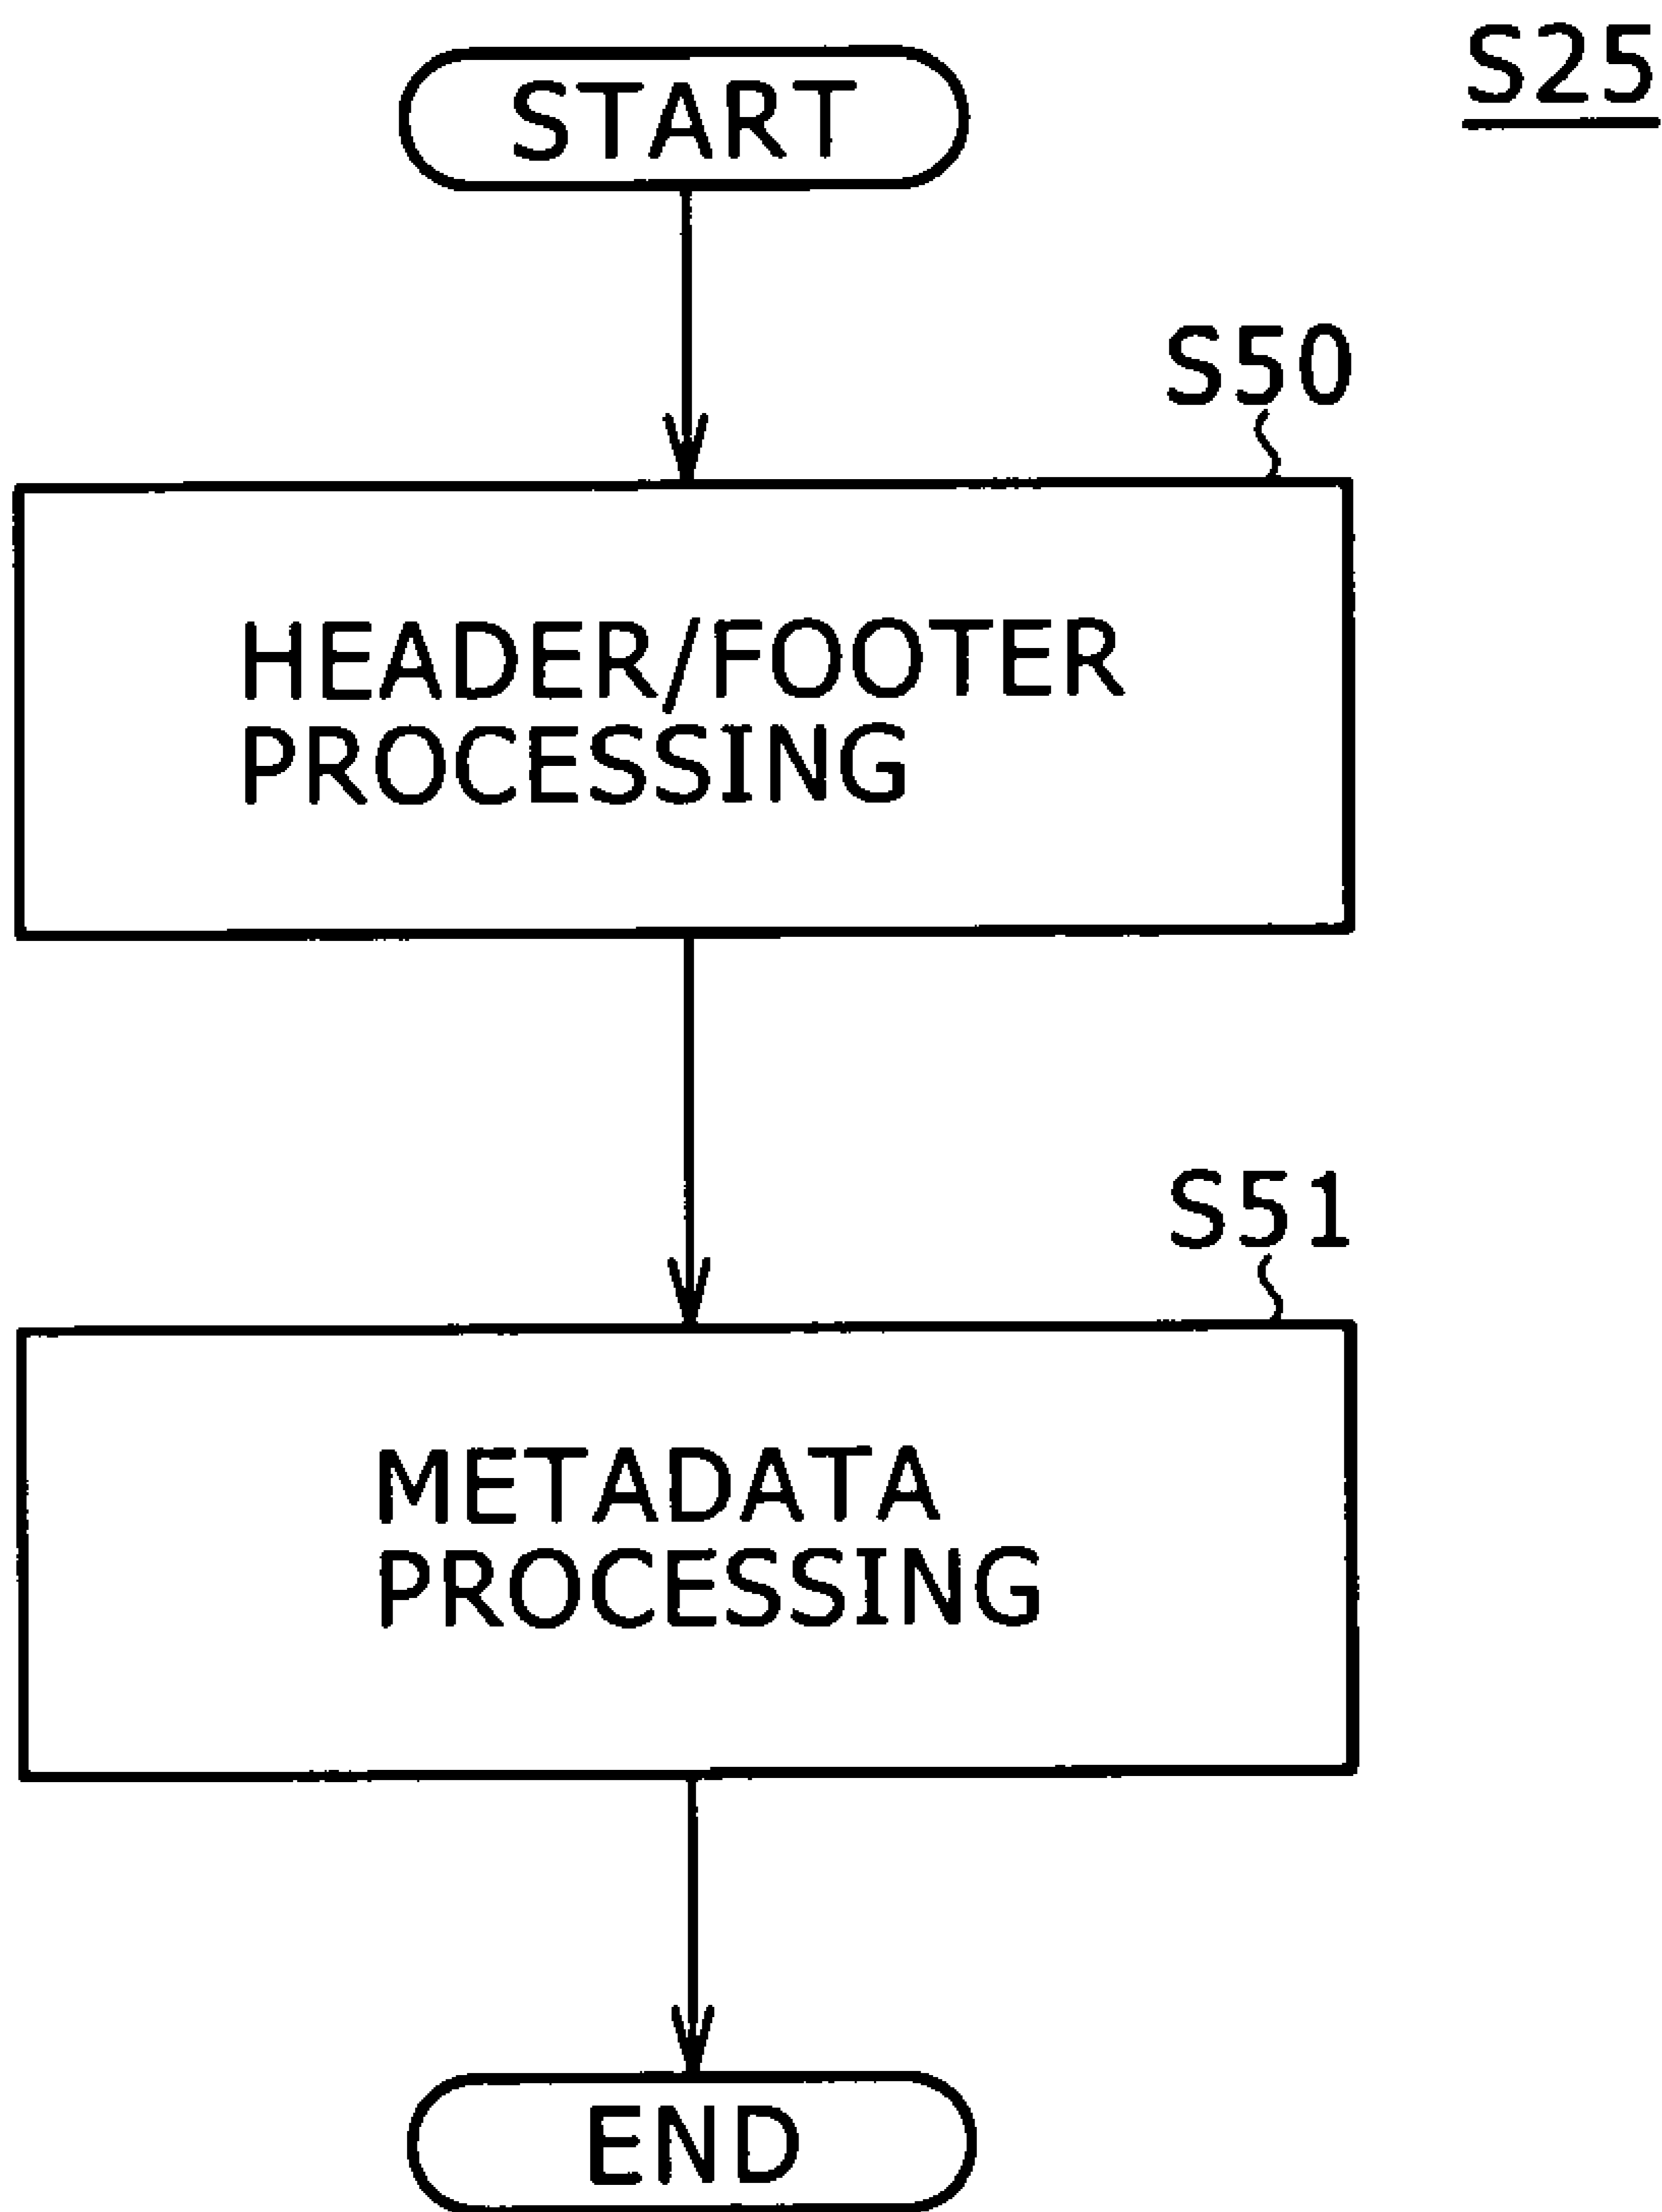 S25
START
S50
HEADER/FOOTER
PROCESSING
S51
METADATA
PROCESSING
END